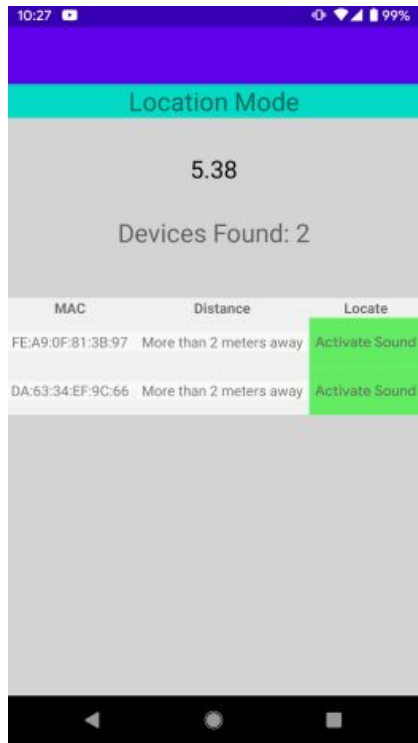 10:27 99%
Location Mode
5.38
Devices Found: 2
MAC Distance Locate
FE:A9:0F:81:3B:97 More than 2 meters away Activate Sound
DA:63:34:EF:9C:66 More than 2 meters away Activate Sound